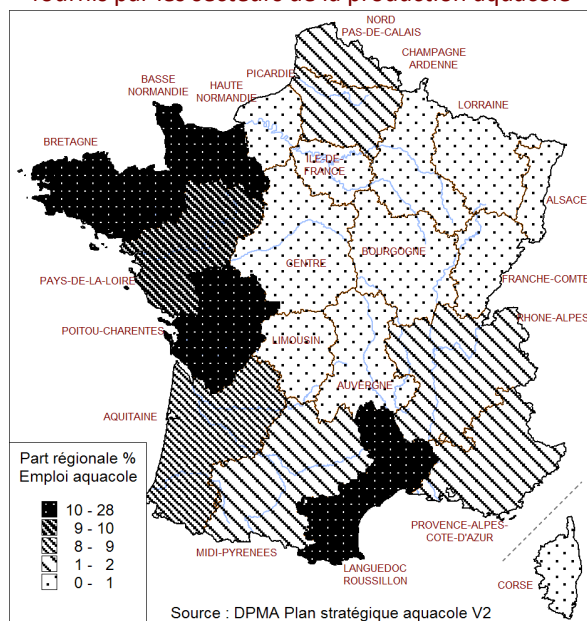 fournis par les secteurs de la production aquacole
NORD
PAS-DE-CALAIS
CHAMPAGNE
ARDENNE
PICARDIE
HAUTE
NORMANDIE
BASSE
NORMANDIE
LORRAINE
BRETAGNE
ILE-DE-
FRANCE
ALSACE
PAYS-DE-LA-LOIRE
CENTRE
BOURGOGNE
FRANCHE-COMTE
RHONE-ALPES
POITOU-CHARENTES
LIMOUSIN
AUVERGNE
AQUITAINE
PROVENCE-ALPES-
COTE-D'AZUR
MIDI-PYRENEES
LANGUEDOC
ROUSSILLON
CORSE
Part régionale %
Emploi aquacole
10 - 28
9 - 10
8 - 9
1 - 2
0 - 1
Source : DPMA Plan stratégique aquacole V2